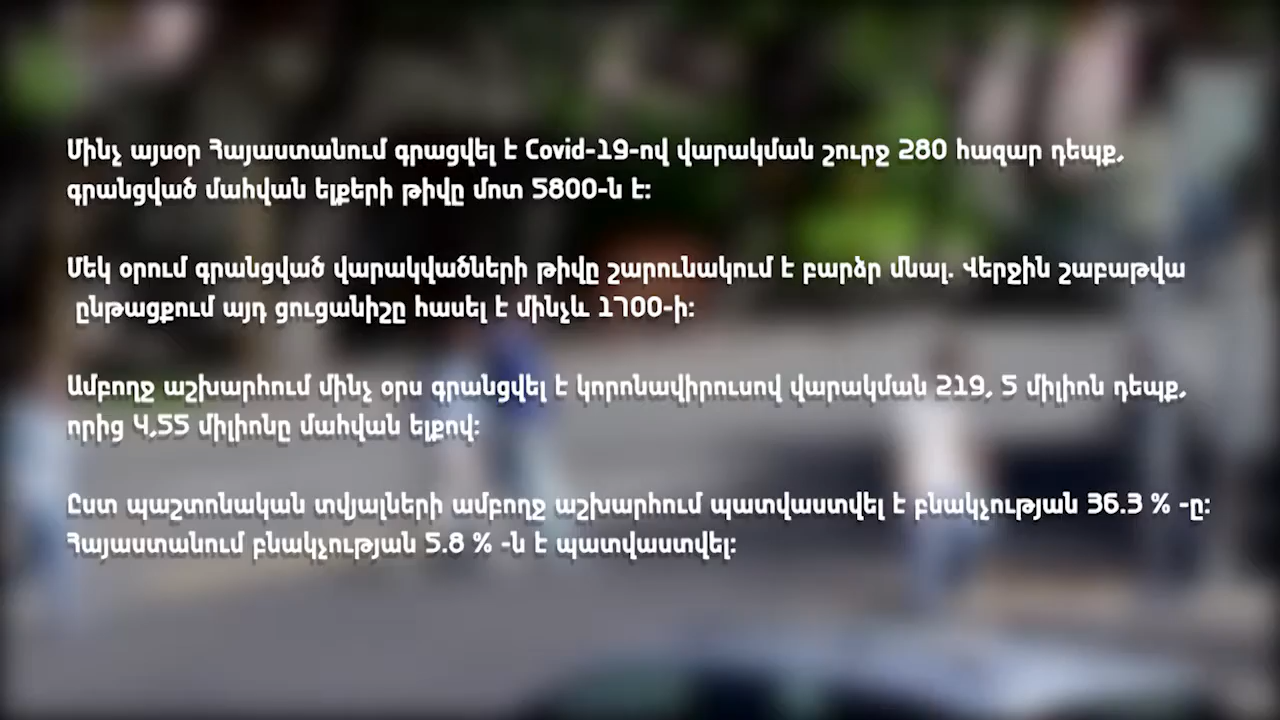 Մինչ այսօր Հայաստանում գրացվել է Covid-19-ով վարակման շուրջ 280 հազար դեպք,
գրանցված մահվան ելքերի թիվը մոտ 5800-ն է:
Մեկ օրում գրանցված վարակվածների թիվը շարունակում է բարձր մնալ. Վերջին շաբաթվա
ընթացքում այդ ցուցանիշը հասել է մինչև 1700-ի:
Ամբողջ աշխարհում մինչ օրս գրանցվել է կորոնավիրուսով վարակման 219, 5 միլիոն դեպք,
որից 4,55 միլիոնը մահվան ելքով:
Ըստ պաշտոնական տվյալների ամբողջ աշխարհում պատվաստվել է բնակչության 36.3 % -ը:
Հայաստանում բնակչության 5.8 % -ն է պատվաստվել: